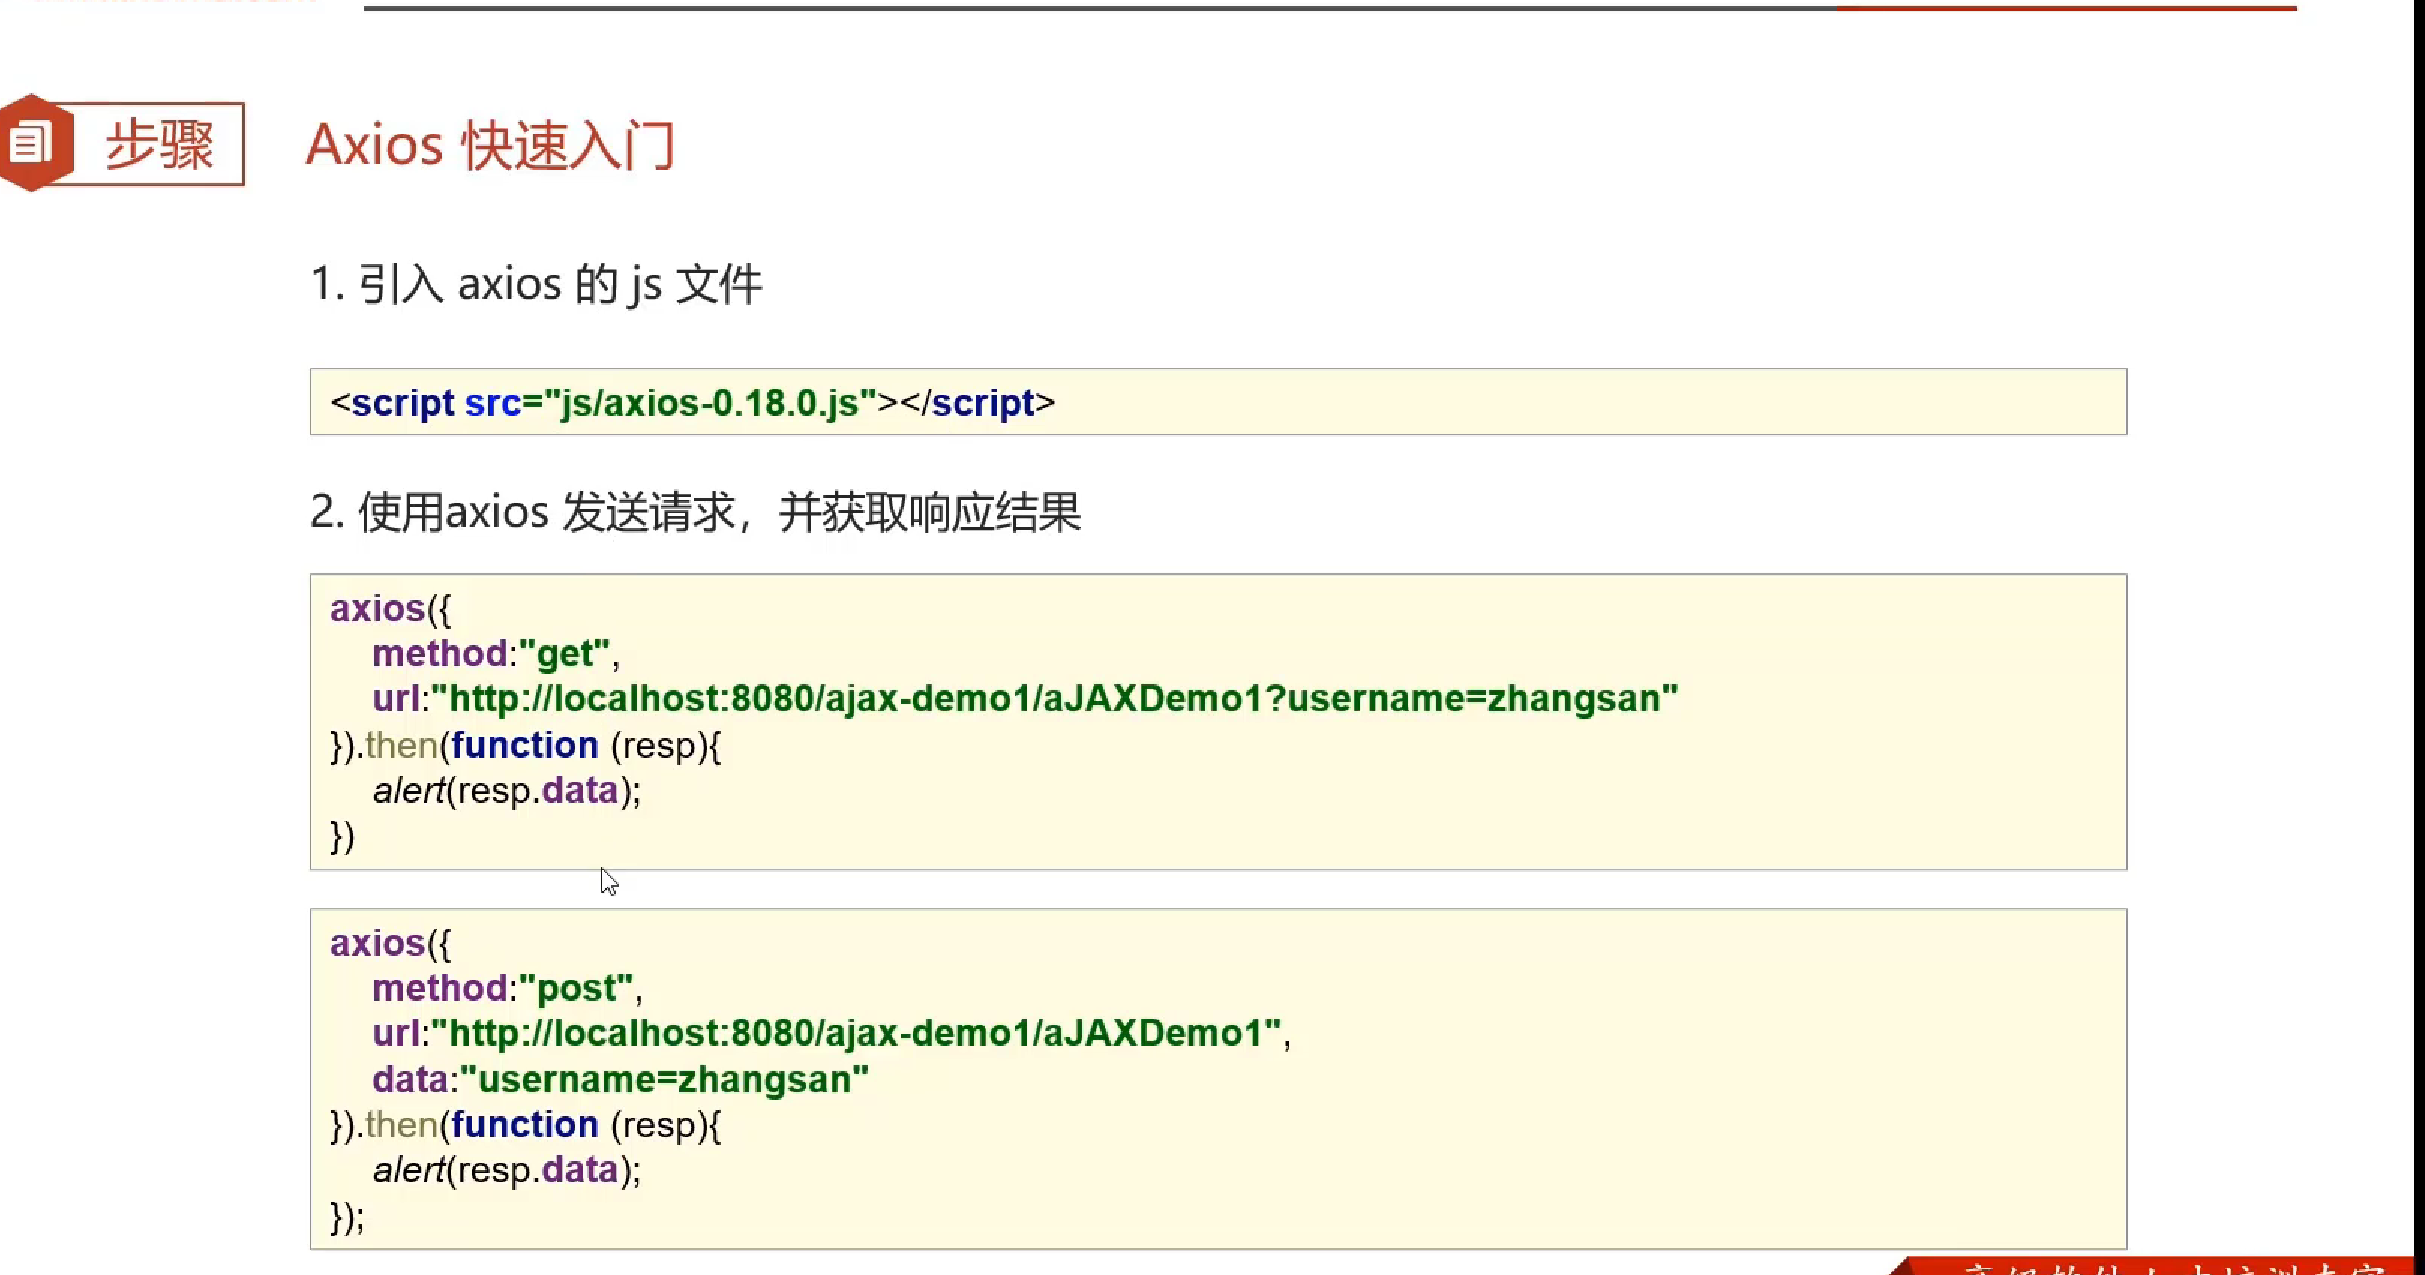 步骤
Axios 快速入门
1. 引入 axios 的 js 文件
<script src="js/axios-0.18.0.js"></script>
2. 使用axios 发送请求，并获取响应结果
axios({
    method:"get",
    url:"http://localhost:8080/ajax-demo1/aJAXDemo1?username=zhangsan"
}).then(function (resp){
    alert(resp.data);
})
axios({
    method:"post",
    url:"http://localhost:8080/ajax-demo1/aJAXDemo1",
    data:"username=zhangsan"
}).then(function (resp){
    alert(resp.data);
});